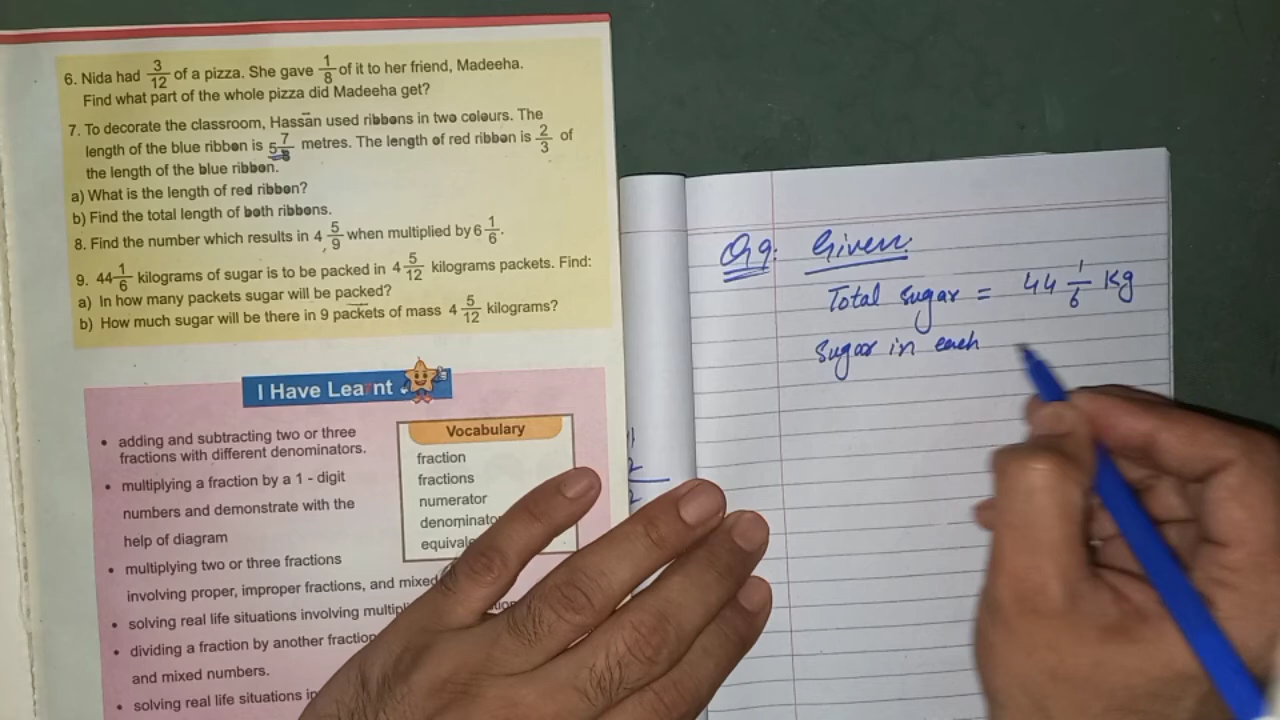 6. Nida had 3/12 of a pizza. She gave 1/8 of it to her friend, Madeeha.
Find what part of the whole pizza did Madeeha get?
7. To decorate the classroom, Hassan used ribbons in two colours. The
length of the blue ribbon is 5 7/8 metres. The length of red ribbon is 2/3 of
the length of the blue ribbon.
a) What is the length of red ribbon?
b) Find the total length of both ribbons.
8. Find the number which results in 4 5/9 when multiplied by 6 1/6.
9. 44 1/6 kilograms of sugar is to be packed in 4 5/12 kilograms packets. Find:
a) In how many packets sugar will be packed?
b) How much sugar will be there in 9 packets of mass 4 5/12 kilograms?
I Have Learnt
• adding and subtracting two or three
fractions with different denominators.
• multiplying a fraction by a 1 - digit
numbers and demonstrate with the
help of diagram
• multiplying two or three fractions
involving proper, improper fractions, and mixed
• solving real life situations involving
• dividing a fraction by another fraction
and mixed numbers.
• solving real life situations
Vocabulary
fraction
fractions
numerator
Q9: Given:
Total sugar = 44 1/6 Kg
Sugar in each